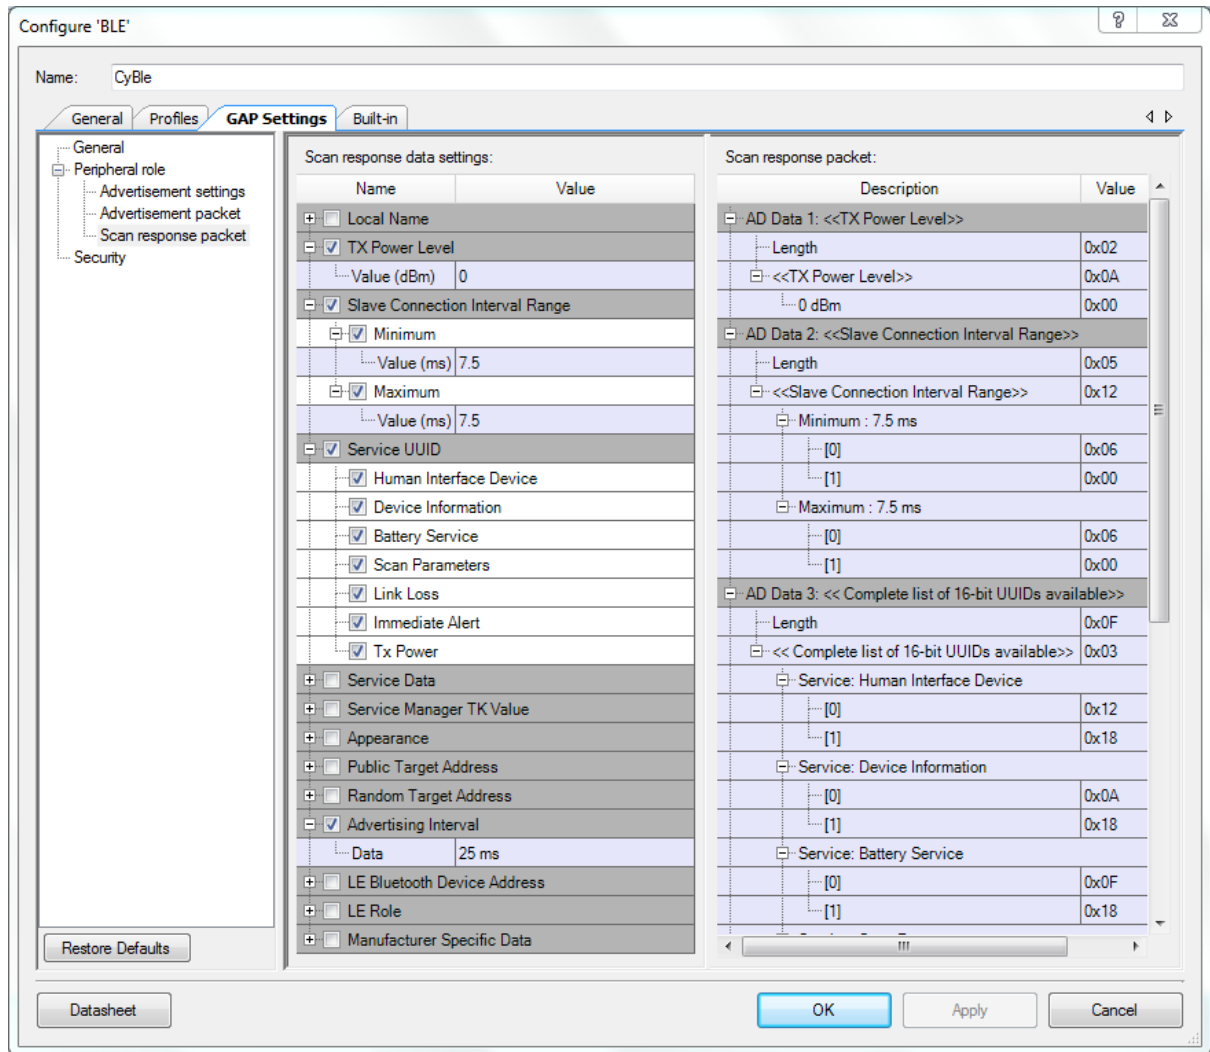 Configure 'BLE'
Name: CyBle
General Profiles GAP Settings Built-in
General
Peripheral role
Advertisement settings
Advertisement packet
Scan response packet
Security
Restore Defaults
Scan response data settings:
Name Value
Local Name
TX Power Level
Value (dBm) 0
Slave Connection Interval Range
Minimum
Value (ms) 7.5
Maximum
Value (ms) 7.5
Service UUID
Human Interface Device
Device Information
Battery Service
Scan Parameters
Link Loss
Immediate Alert
Tx Power
Service Data
Service Manager TK Value
Appearance
Public Target Address
Random Target Address
Advertising Interval
Data 25 ms
LE Bluetooth Device Address
LE Role
Manufacturer Specific Data
Scan response packet:
Description Value
AD Data 1: <<TX Power Level>>
Length 0x02
<<TX Power Level>> 0x0A
0 dBm 0x00
AD Data 2: <<Slave Connection Interval Range>>
Length 0x05
<<Slave Connection Interval Range>> 0x12
Minimum : 7.5 ms
[0] 0x06
[1] 0x00
Maximum : 7.5 ms
[0] 0x06
[1] 0x00
AD Data 3: << Complete list of 16-bit UUIDs available>>
Length 0x0F
<< Complete list of 16-bit UUIDs available>> 0x03
Service: Human Interface Device
[0] 0x12
[1] 0x18
Service: Device Information
[0] 0x0A
[1] 0x18
Service: Battery Service
[0] 0x0F
[1] 0x18
Datasheet
OK
Apply
Cancel